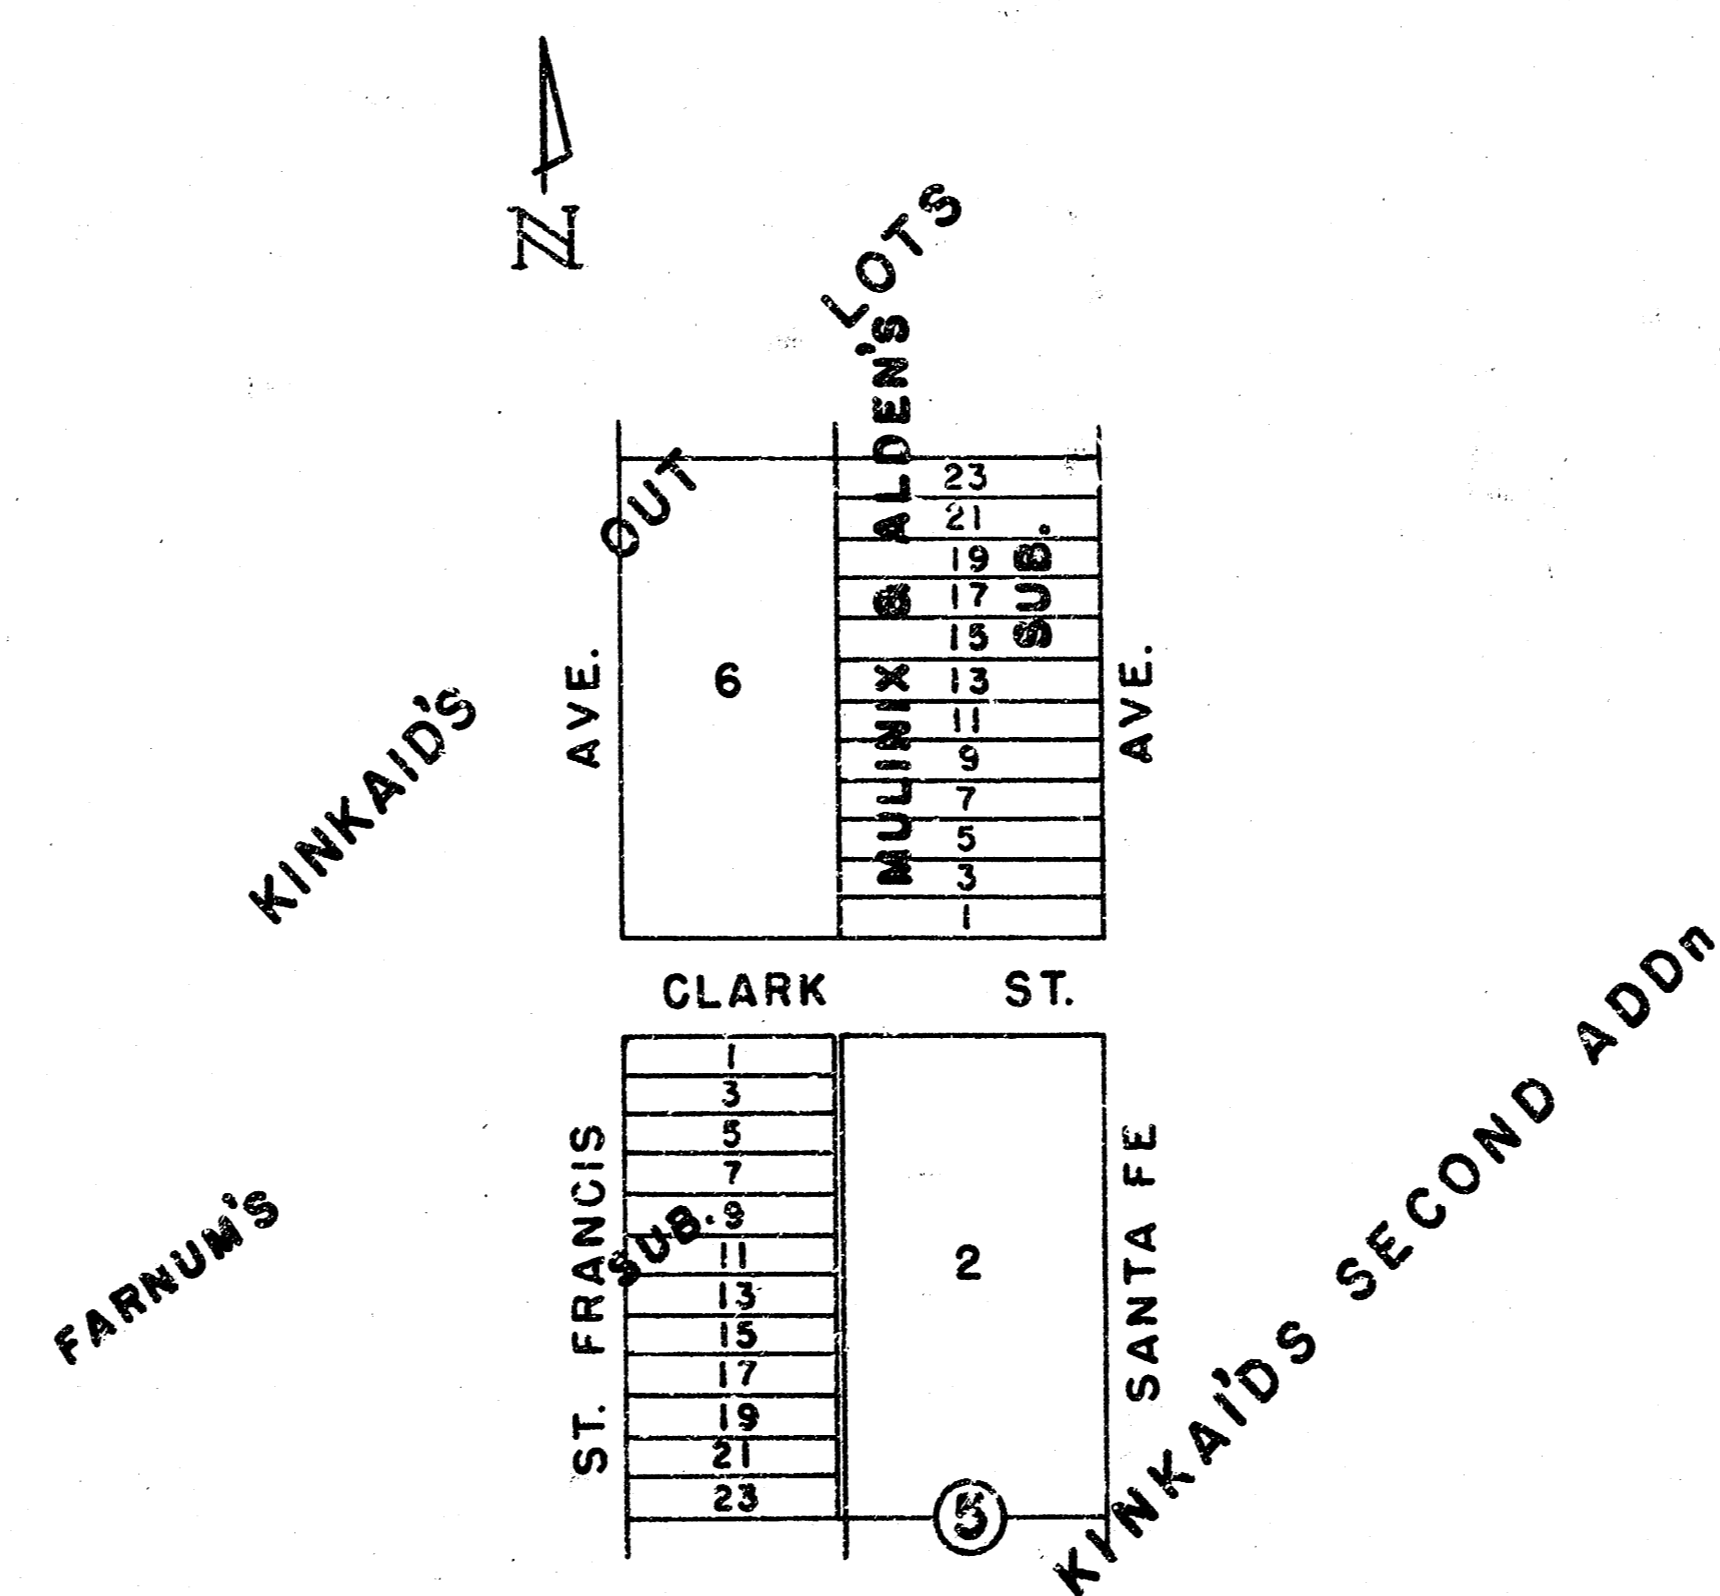 N
KINKAID'S OUT LOTS
MULINIX & ALDEN'S
SUB.
23
21
19
17
15
13
11
9
7
5
3
1
6
AVE.
AVE.
CLARK ST.
1
3
5
7
9
11
13
15
17
19
21
23
2
5
ST. FRANCIS
SANTA FE
FARNUM'S SUB.
KINKAID'S SECOND ADDn